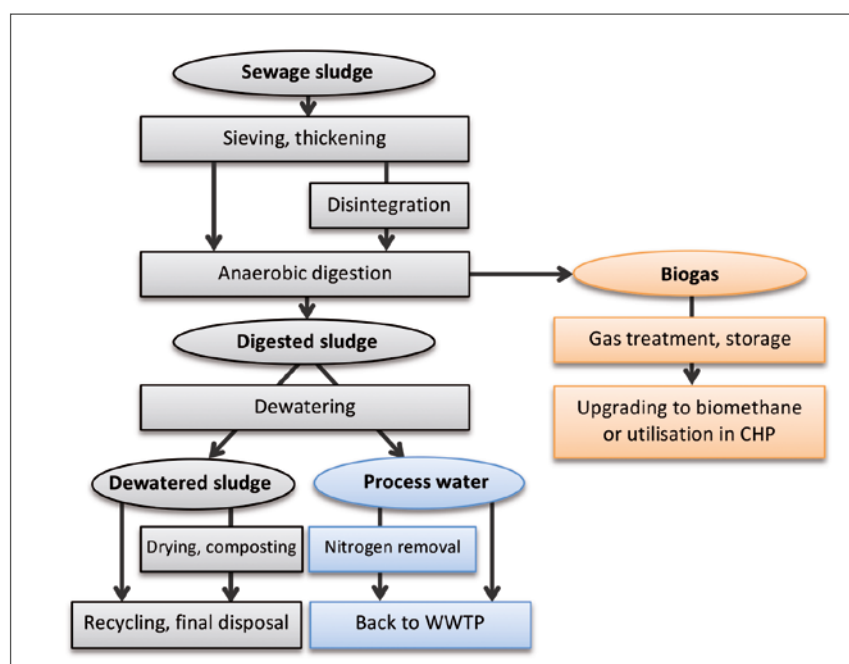 Sewage sludge
Sieving, thickening
Disintegration
Anaerobic digestion
Biogas
Digested sludge
Gas treatment, storage
Dewatering
Upgrading to biomethane
or utilisation in CHP
Dewatered sludge
Process water
Drying, composting
Nitrogen removal
Recycling, final disposal
Back to WWTP